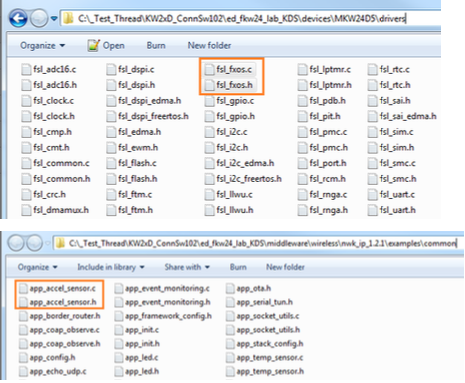 C:\_Test_Thread\KW2xD_ConnSw102\ed_fkw24_lab_KDS\devices\MKW24D5\drivers
Organize Open Burn New folder
fsl_adc16.c fsl_dspi.c fsl_fxos.c fsl_lptmr.c fsl_rtc.c
fsl_adc16.h fsl_dspi.h fsl_fxos.h fsl_lptmr.h fsl_rtc.h
fsl_clock.c fsl_dspi_edma.h fsl_gpio.c fsl_pdb.h fsl_sai.h
fsl_clock.h fsl_dspi_freertos.h fsl_gpio.h fsl_pit.h fsl_sai_edma.h
fsl_cmp.h fsl_edma.h fsl_i2c.c fsl_pmc.c fsl_sim.c
fsl_cmt.h fsl_ewm.h fsl_i2c.h fsl_pmc.h fsl_sim.h
fsl_common.c fsl_flash.c fsl_i2c_edma.h fsl_port.h fsl_smc.c
fsl_common.h fsl_flash.h fsl_i2c_freertos.h fsl_rcm.h fsl_smc.h
fsl_crc.h fsl_ftm.c fsl_llwu.c fsl_rnga.c fsl_uart.c
fsl_dmamux.h fsl_ftm.h fsl_llwu.h fsl_rnga.h fsl_uart.h
C:\_Test_Thread\KW2xD_ConnSw102\ed_fkw24_lab_KDS\middleware\wireless\nwk_ip_1.2.1\examples\common
Organize Include in library Share with Burn New folder
app_accel_sensor.c app_event_monitoring.c app_ota.h
app_accel_sensor.h app_event_monitoring.h app_serial_tun.h
app_border_router.h app_framework_config.h app_socket_utils.c
app_coap_observe.c app_init.c app_socket_utils.h
app_coap_observe.h app_init.h app_stack_config.h
app_config.h app_led.c app_temp_sensor.c
app_echo_udp.c app_led.h app_temp_sensor.h